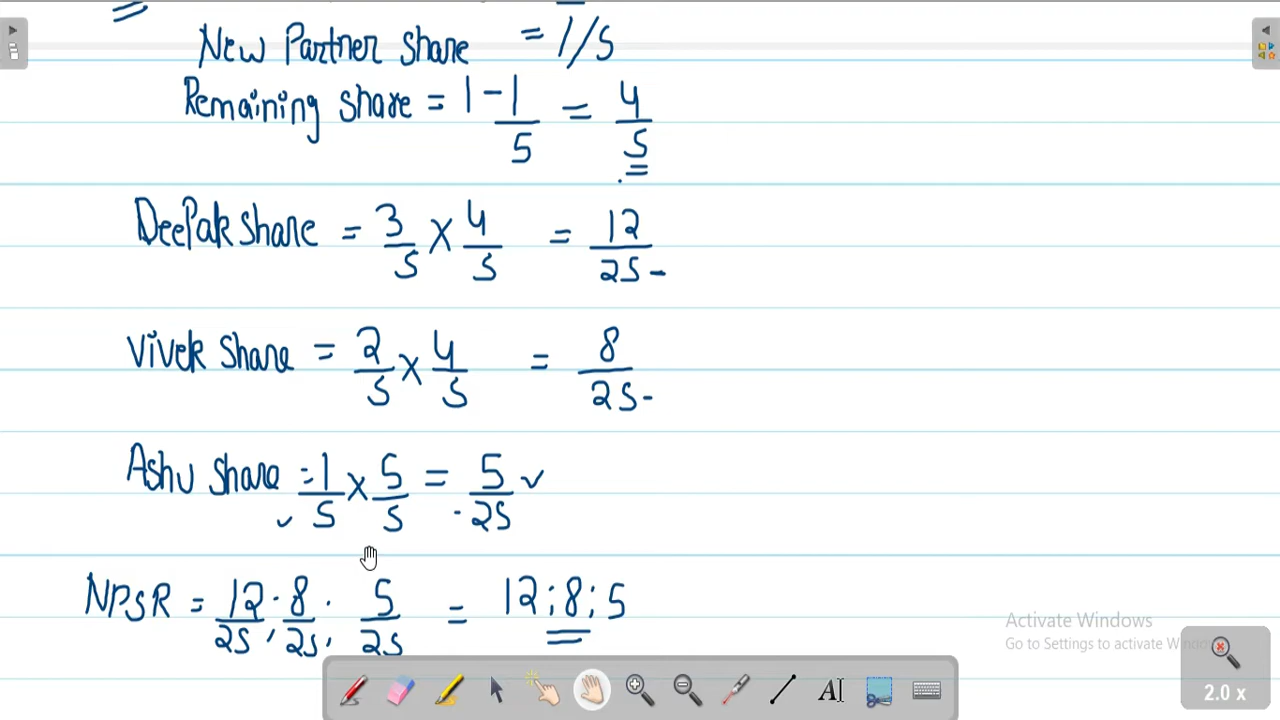 New Partner share = 1/5
Remaining share = 1 - 1/5 = 4/5
Deepak share = 3/5 × 4/5 = 12/25
Vivek share = 2/5 × 4/5 = 8/25
Ashu share = 1/5 × 5/5 = 5/25
NPSR = 12/25, 8/25, 5/25 = 12:8:5
Activate Windows
Go to Settings to activate Windows
2.0 x